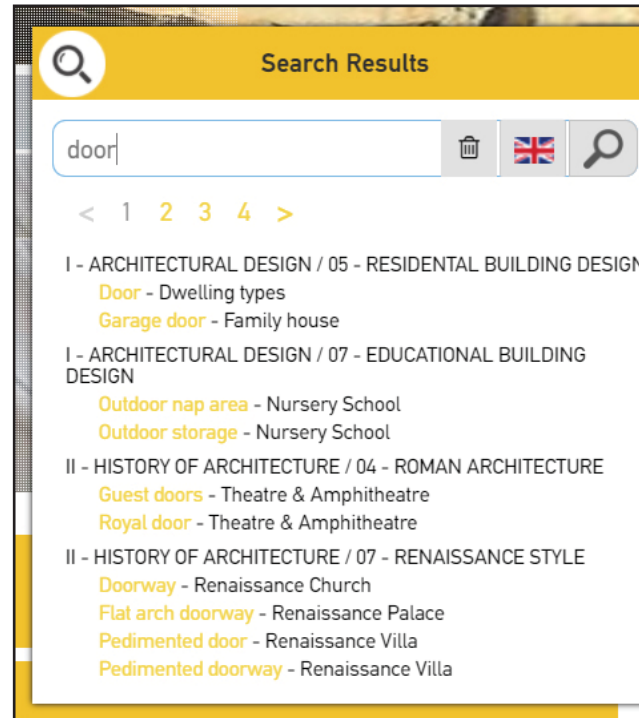 Search Results
door
< 1 2 3 4 >
I - ARCHITECTURAL DESIGN / 05 - RESIDENTAL BUILDING DESIGN
Door - Dwelling types
Garage door - Family house
I - ARCHITECTURAL DESIGN / 07 - EDUCATIONAL BUILDING
DESIGN
Outdoor nap area - Nursery School
Outdoor storage - Nursery School
II - HISTORY OF ARCHITECTURE / 04 - ROMAN ARCHITECTURE
Guest doors - Theatre & Amphitheatre
Royal door - Theatre & Amphitheatre
II - HISTORY OF ARCHITECTURE / 07 - RENAISSANCE STYLE
Doorway - Renaissance Church
Flat arch doorway - Renaissance Palace
Pedimented door - Renaissance Villa
Pedimented doorway - Renaissance Villa